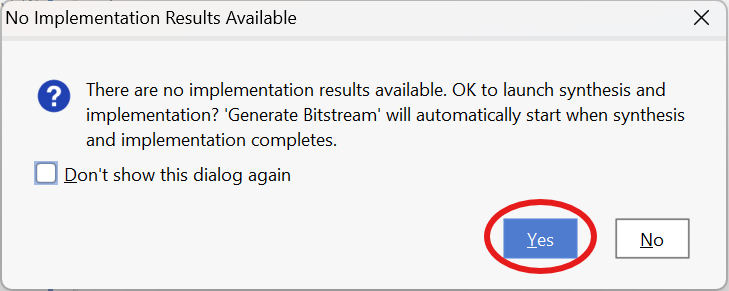 No Implementation Results Available
There are no implementation results available. OK to launch synthesis and
implementation? 'Generate Bitstream' will automatically start when synthesis
and implementation completes.
Don't show this dialog again
Yes No